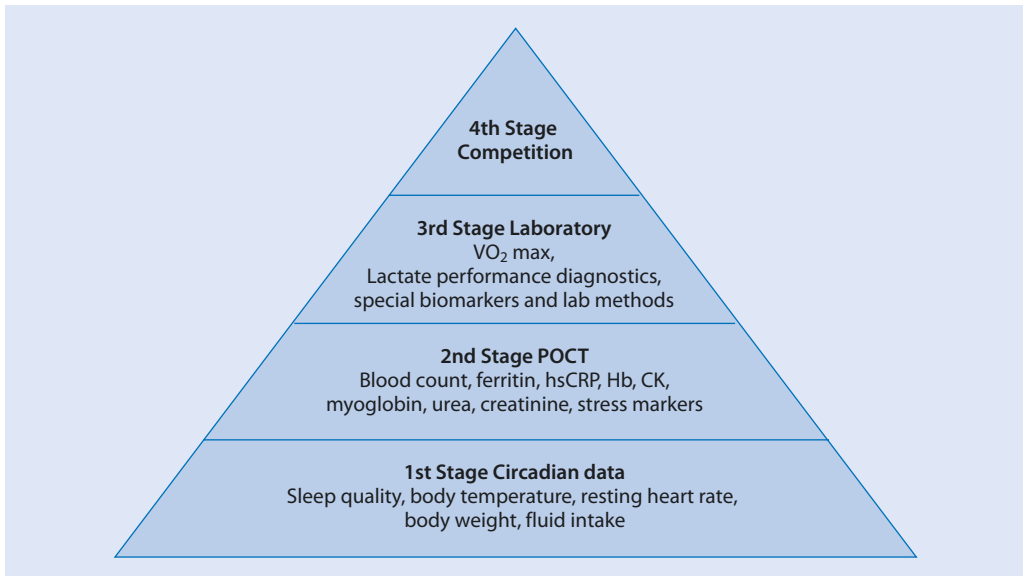 4th Stage
Competition
3rd Stage Laboratory
VO₂ max,
Lactate performance diagnostics,
special biomarkers and lab methods
2nd Stage POCT
Blood count, ferritin, hsCRP, Hb, CK,
myoglobin, urea, creatinine, stress markers
1st Stage Circadian data
Sleep quality, body temperature, resting heart rate,
body weight, fluid intake